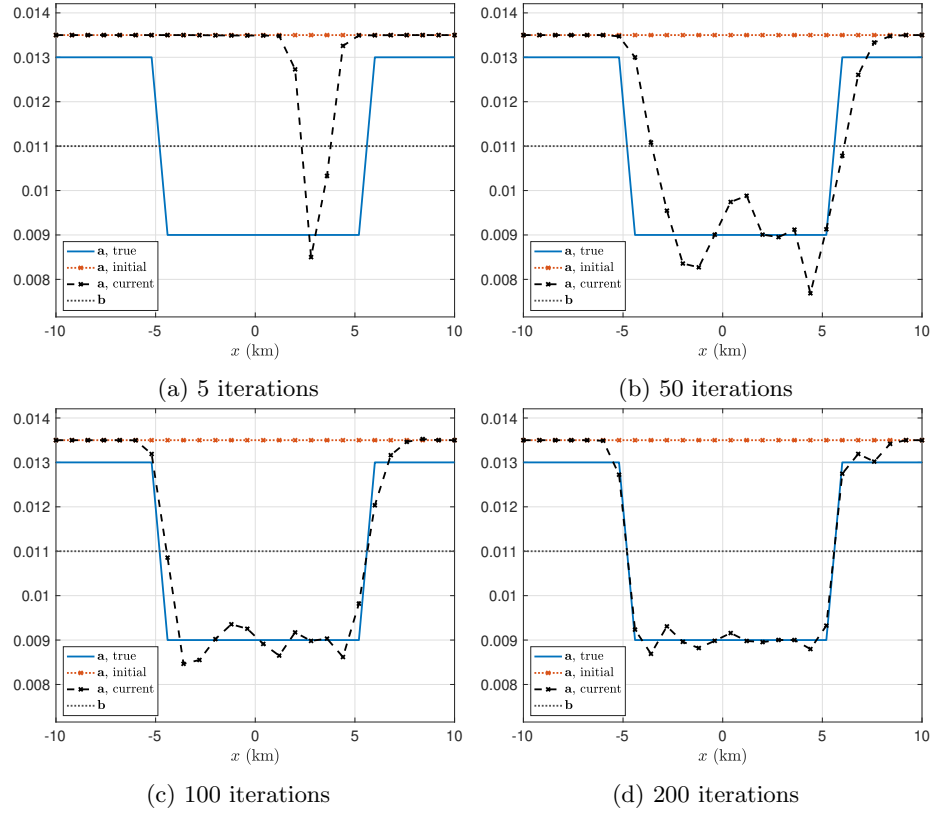 0.014
0.013
0.012
0.011
0.01
0.009
0.008
a, true
a, initial
a, current
b
-10 -5 0 5 10
x (km)
(a) 5 iterations
0.014
0.013
0.012
0.011
0.01
0.009
0.008
a, true
a, initial
a, current
b
-10 -5 0 5 10
x (km)
(b) 50 iterations
0.014
0.013
0.012
0.011
0.01
0.009
0.008
a, true
a, initial
a, current
b
-10 -5 0 5 10
x (km)
(c) 100 iterations
0.014
0.013
0.012
0.011
0.01
0.009
0.008
a, true
a, initial
a, current
b
-10 -5 0 5 10
x (km)
(d) 200 iterations